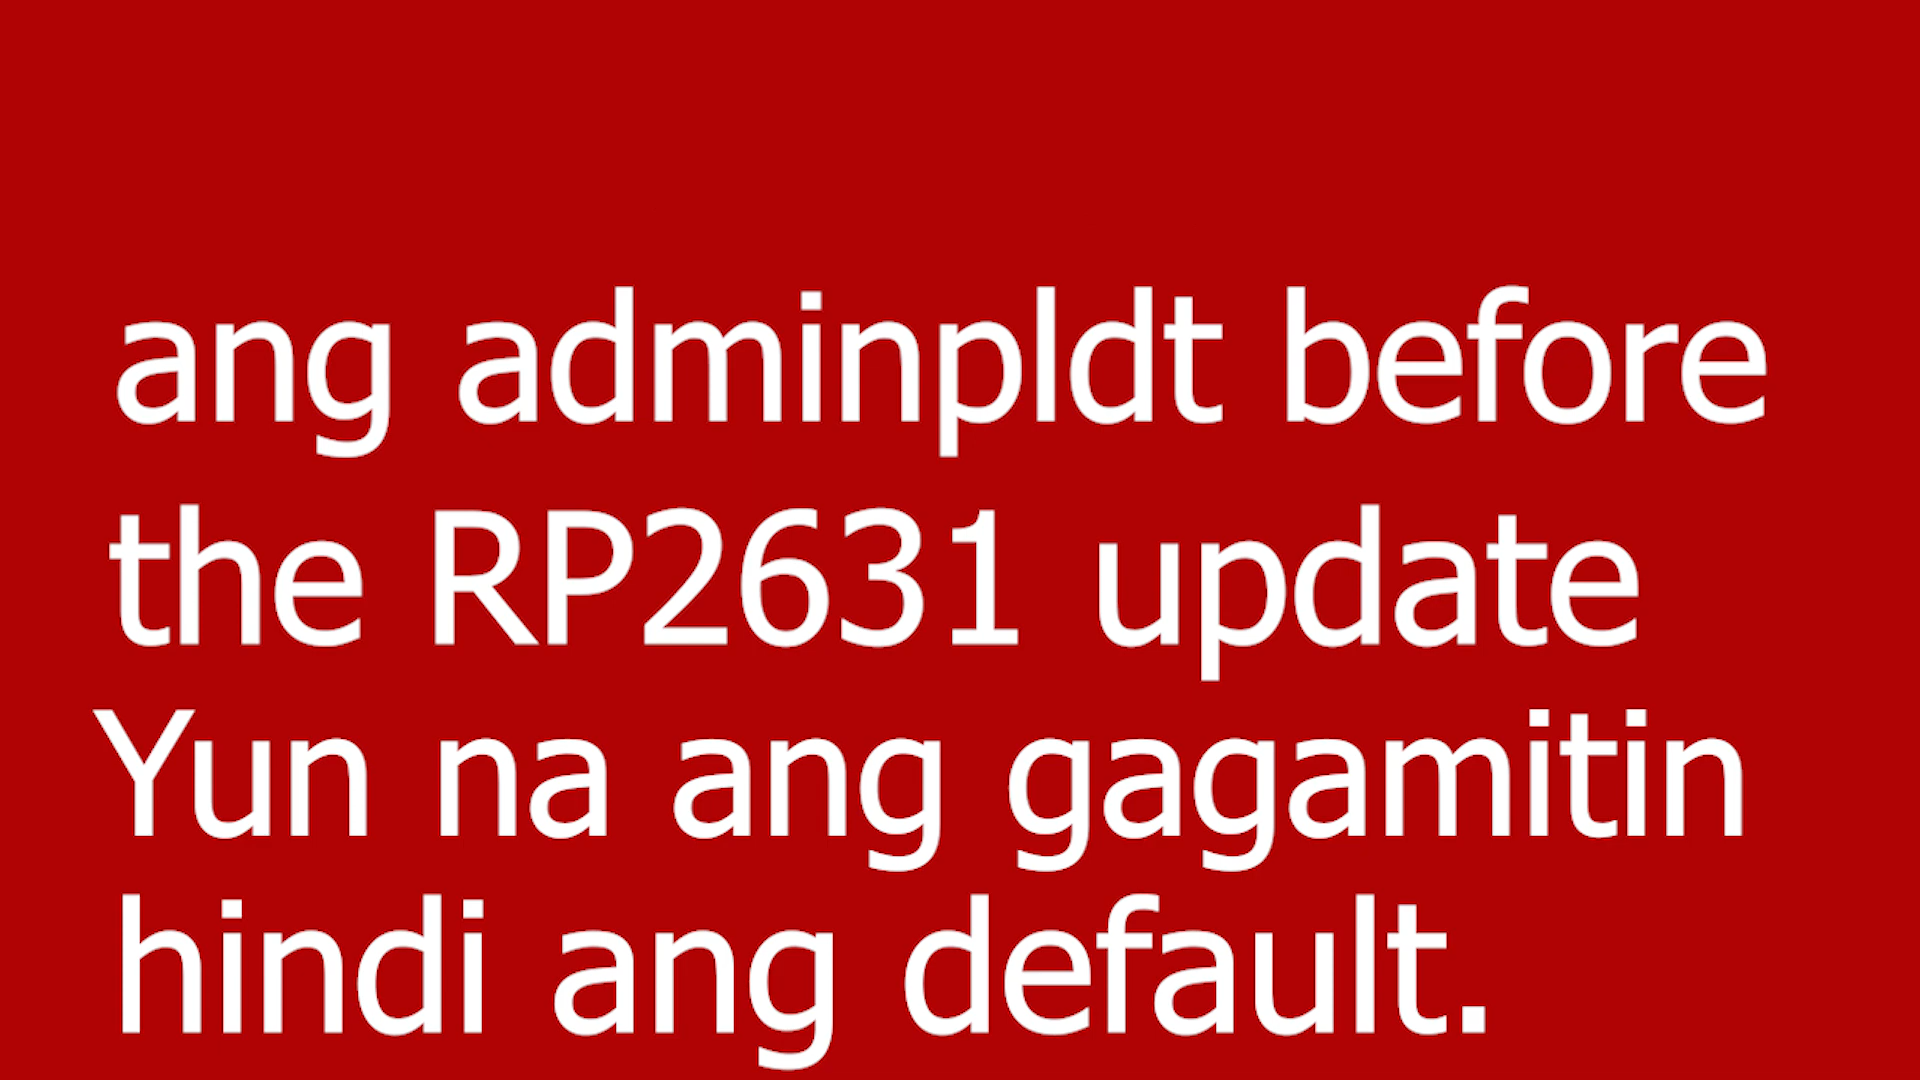 ang adminpldt before
the RP2631 update
Yun na ang gagamitin
hindi ang default.